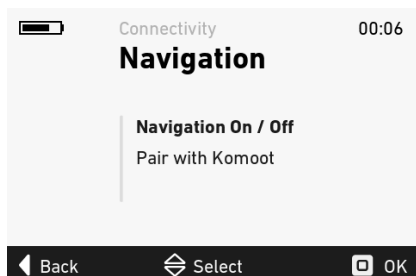 Connectivity 00:06
Navigation
Navigation On / Off
Pair with Komoot
Back Select OK